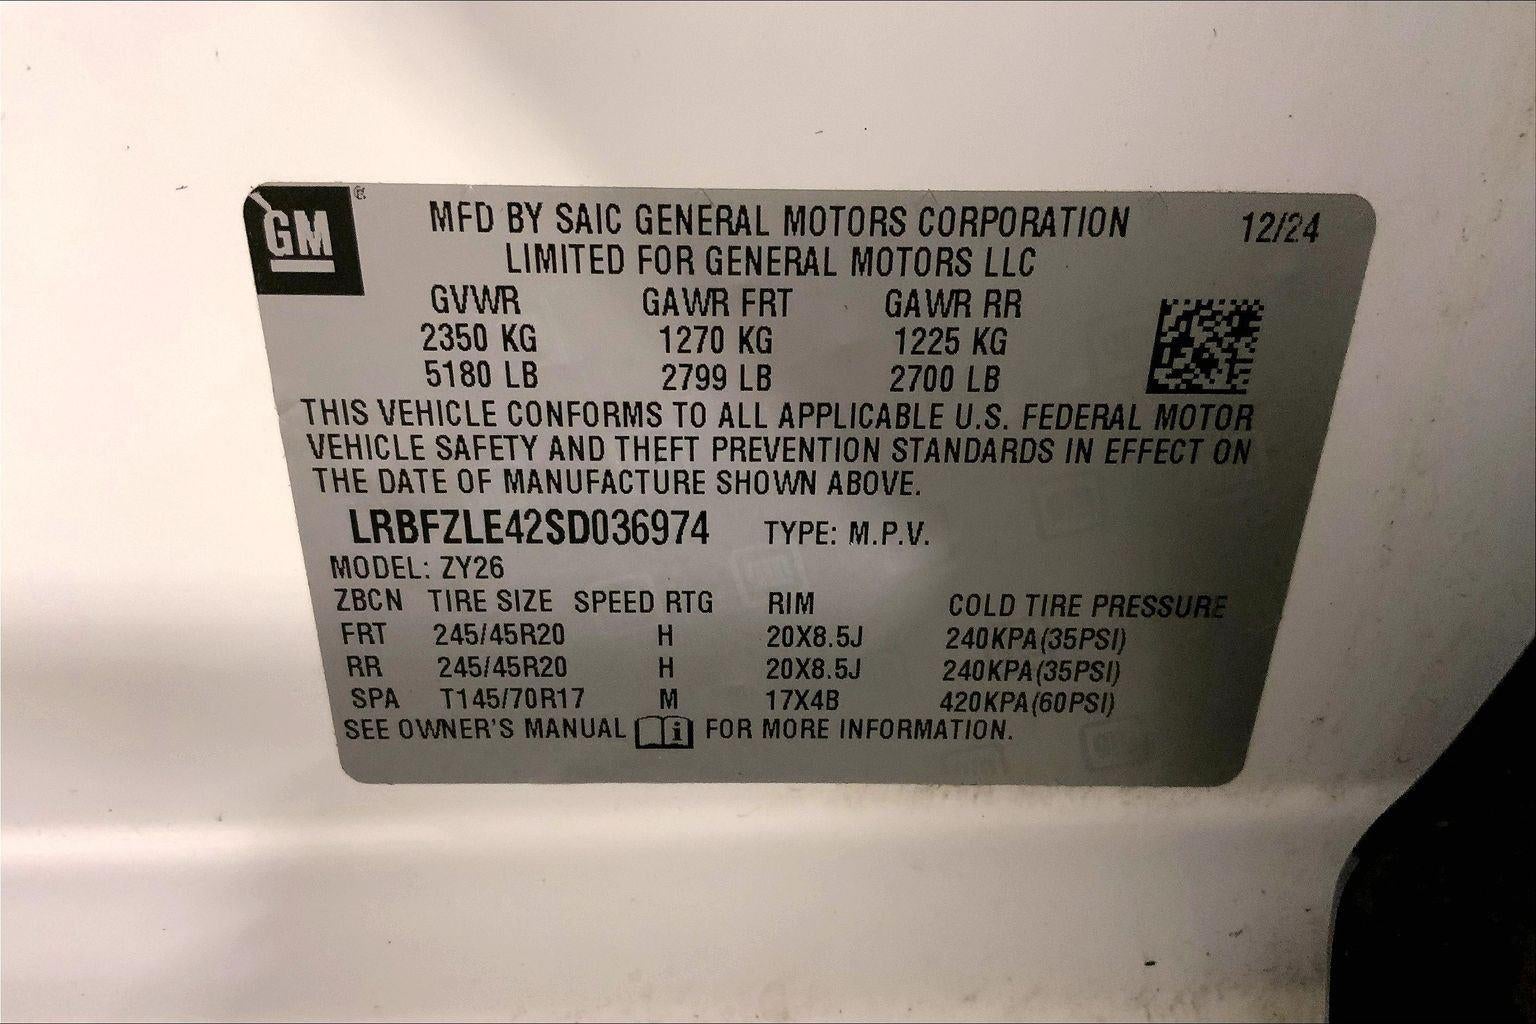 GM
MFD BY SAIC GENERAL MOTORS CORPORATION 12/24
LIMITED FOR GENERAL MOTORS LLC
GVWR GAWR FRT GAWR RR
2350 KG 1270 KG 1225 KG
5180 LB 2799 LB 2700 LB
THIS VEHICLE CONFORMS TO ALL APPLICABLE U.S. FEDERAL MOTOR
VEHICLE SAFETY AND THEFT PREVENTION STANDARDS IN EFFECT ON
THE DATE OF MANUFACTURE SHOWN ABOVE.
LRBFZLE42SD036974 TYPE: M.P.V.
MODEL: ZY26
ZBCN TIRE SIZE SPEED RTG RIM COLD TIRE PRESSURE
FRT 245/45R20 H 20X8.5J 240KPA(35PSI)
RR 245/45R20 H 20X8.5J 240KPA(35PSI)
SPA T145/70R17 M 17X4B 420KPA(60PSI)
SEE OWNER'S MANUAL i FOR MORE INFORMATION.